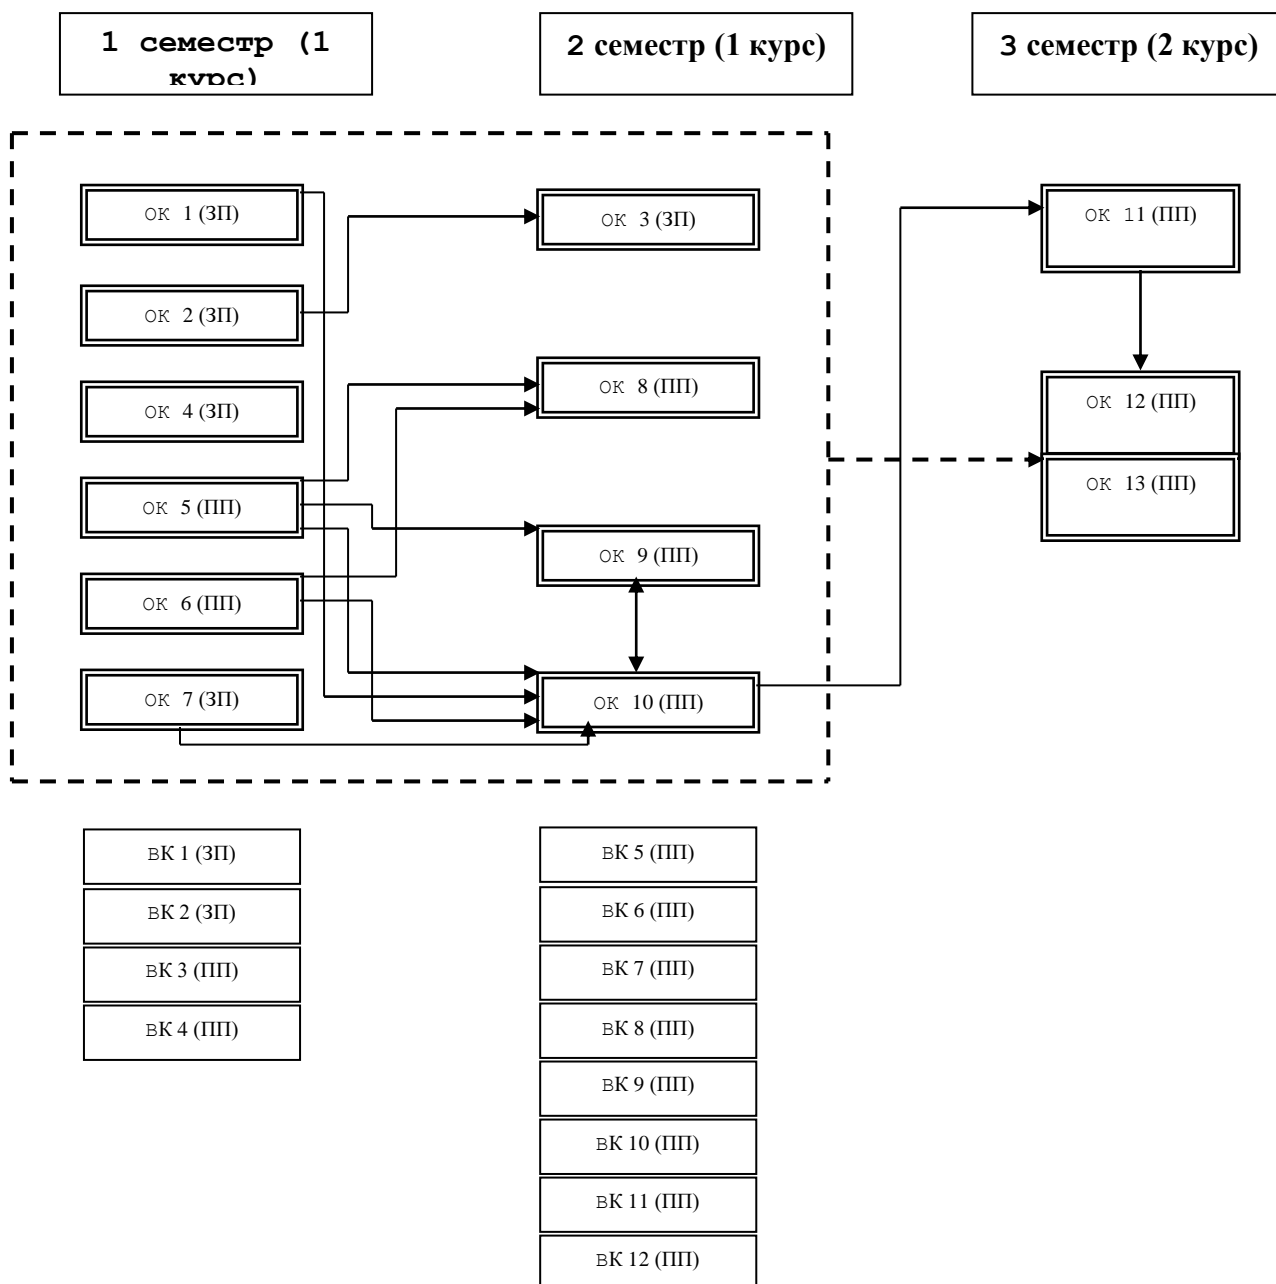 1 семестр (1
курс)
2 семестр (1 курс)
3 семестр (2 курс)
ОК 1 (ЗП)
ОК 2 (ЗП)
ОК 4 (ЗП)
ОК 5 (ПП)
ОК 6 (ПП)
ОК 7 (ЗП)
ОК 3 (ЗП)
ОК 8 (ПП)
ОК 9 (ПП)
ОК 10 (ПП)
ОК 11 (ПП)
ОК 12 (ПП)
ОК 13 (ПП)
ВК 1 (ЗП)
ВК 2 (ЗП)
ВК 3 (ПП)
ВК 4 (ПП)
ВК 5 (ПП)
ВК 6 (ПП)
ВК 7 (ПП)
ВК 8 (ПП)
ВК 9 (ПП)
ВК 10 (ПП)
ВК 11 (ПП)
ВК 12 (ПП)